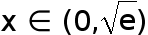 x ∈ (0,√e)